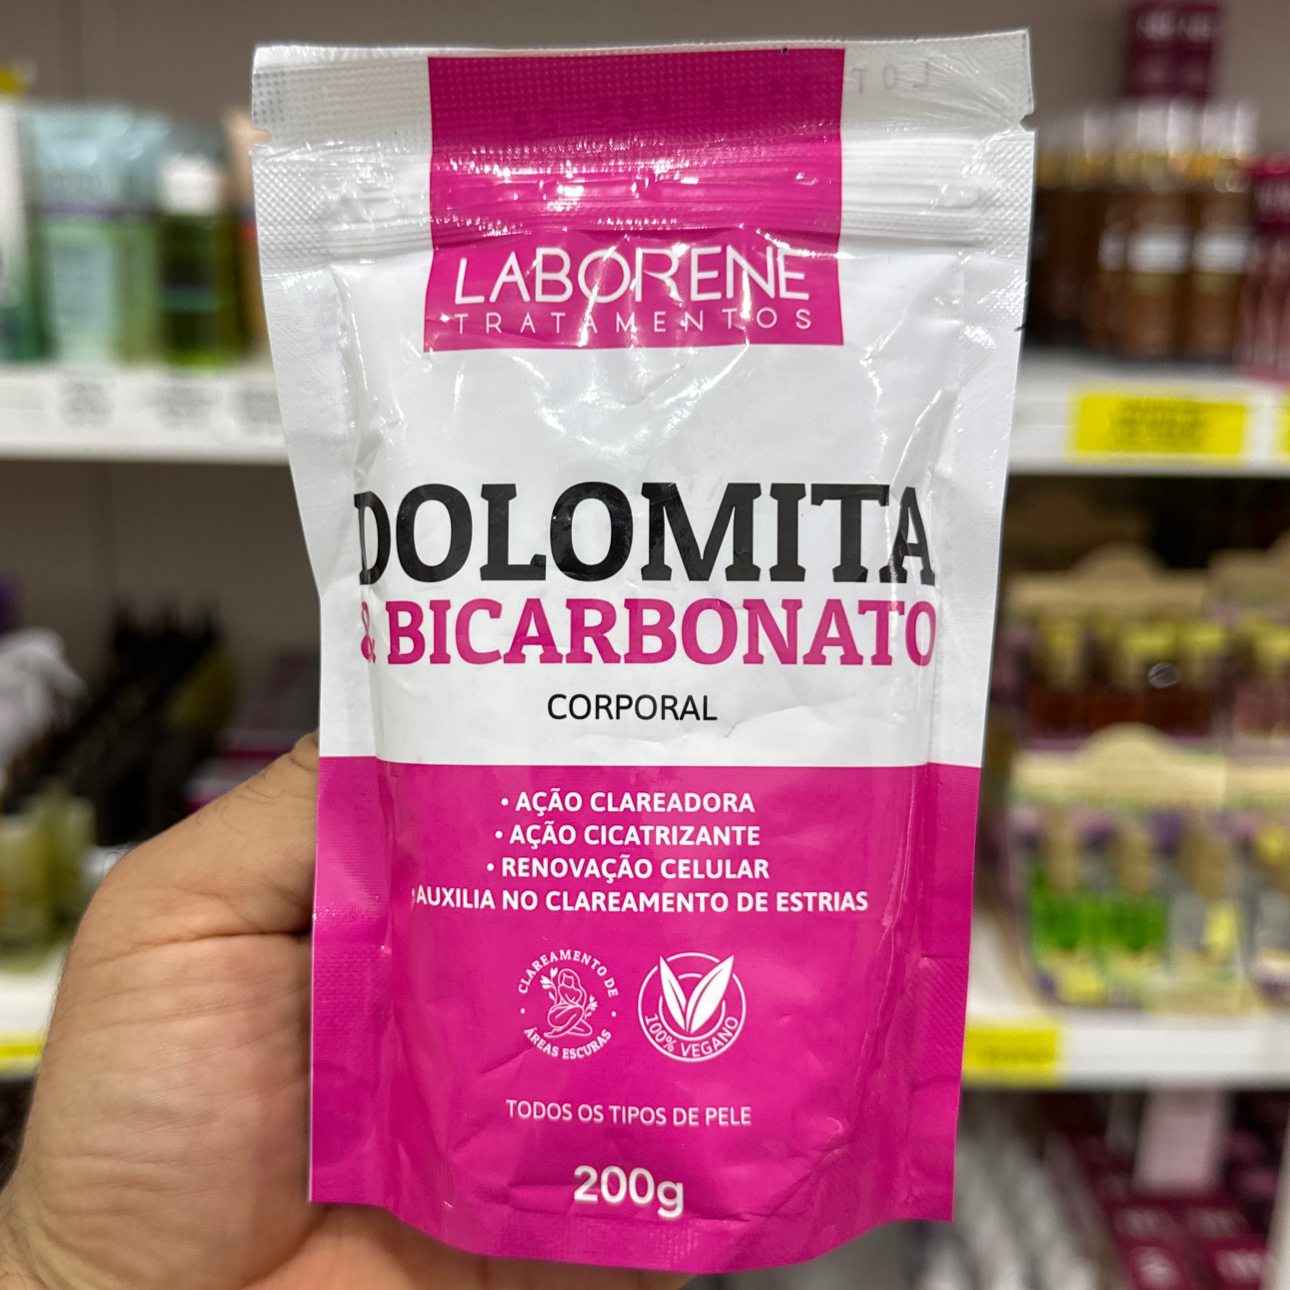 LABORENE
TRATAMENTOS
DOLOMITA
& BICARBONATO
CORPORAL
• AÇÃO CLAREADORA
• AÇÃO CICATRIZANTE
• RENOVAÇÃO CELULAR
• AUXILIA NO CLAREAMENTO DE ESTRIAS
CLAREAMENTO DE ÁREAS ESCURAS
100% VEGANO
TODOS OS TIPOS DE PELE
200g